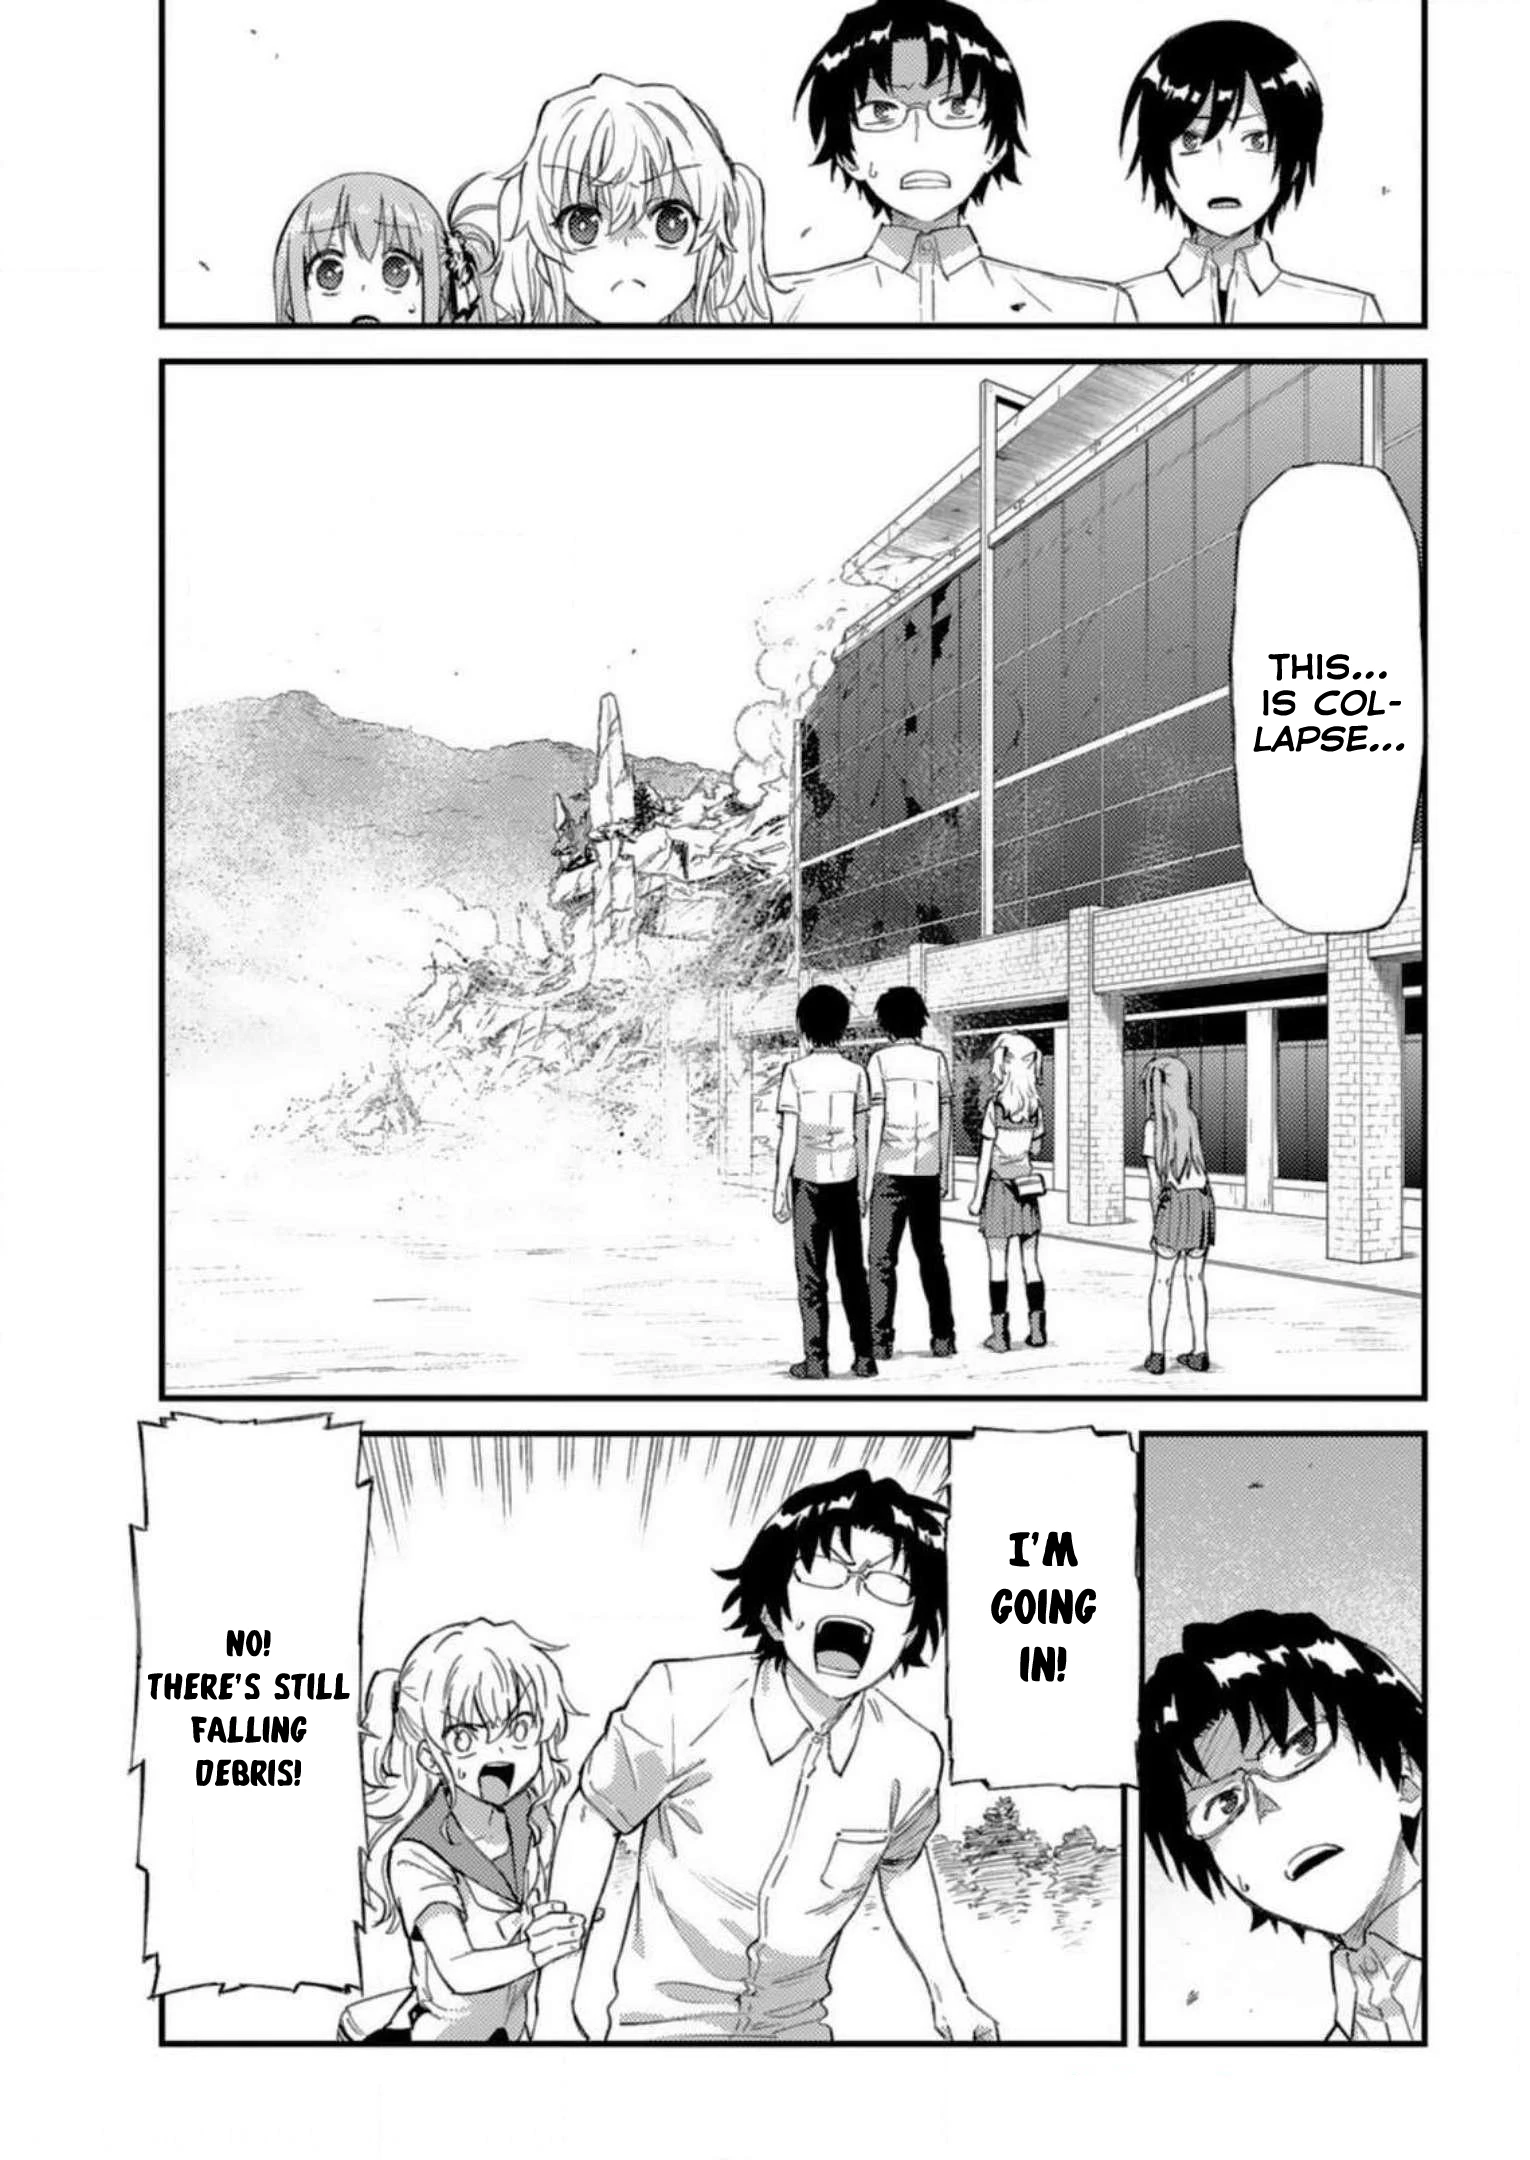 THIS...
IS COL-
LAPSE...
I'M
GOING
IN!
NO!
THERE'S STILL
FALLING
DEBRIS!